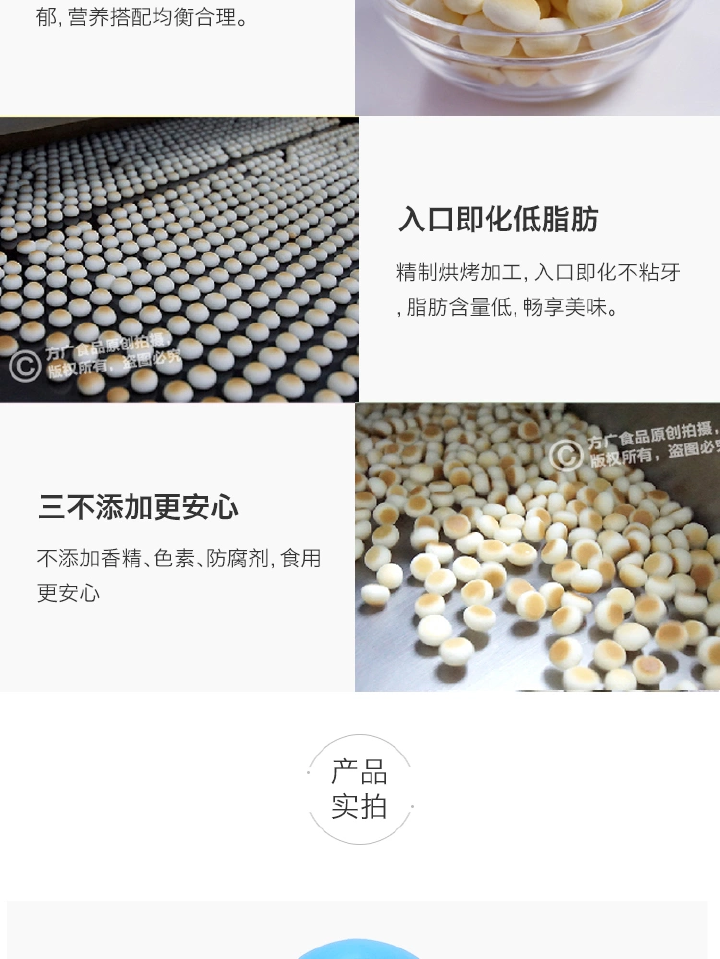 郁,营养搭配均衡合理。
入口即化低脂肪
精制烘烤加工,入口即化不粘牙
,脂肪含量低,畅享美味。
©方广食品原创拍摄,
版权所有,盗图必究
三不添加更安心
不添加香精、色素、防腐剂,食用
更安心
©方广食品原创拍摄,
版权所有,盗图必究
产品
实拍